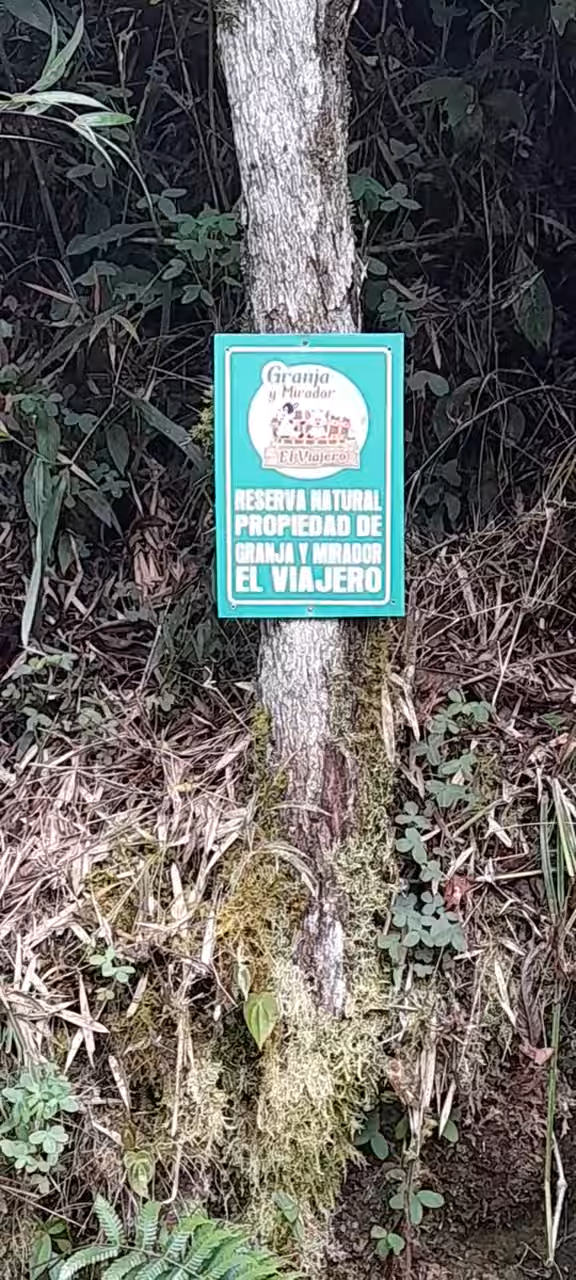 Granja
y Mirador
El Viajero
RESERVA NATURAL
PROPIEDAD DE
GRANJA Y MIRADOR
EL VIAJERO